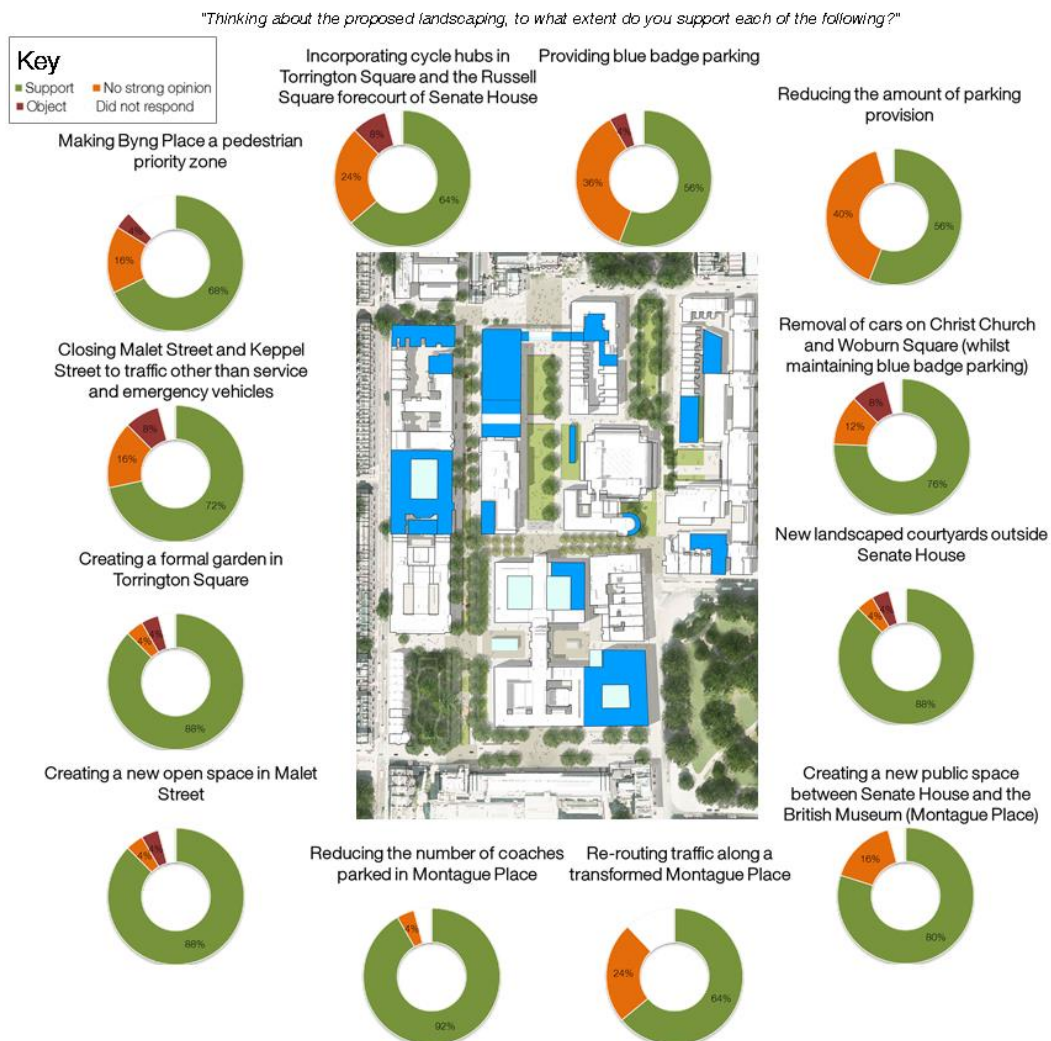 "Thinking about the proposed landscaping, to what extent do you support each of the following?"
Key
Support
No strong opinion
Object
Did not respond
Incorporating cycle hubs in
Torrington Square and the Russell
Square forecourt of Senate House
8%
24%
64%
Providing blue badge parking
4%
36%
56%
Reducing the amount of parking
provision
40%
56%
Making Byng Place a pedestrian
priority zone
4%
16%
68%
Closing Malet Street and Keppel
Street to traffic other than service
and emergency vehicles
8%
16%
72%
Removal of cars on Christ Church
and Woburn Square (whilst
maintaining blue badge parking)
8%
12%
76%
Creating a formal garden in
Torrington Square
4%
4%
88%
New landscaped courtyards outside
Senate House
4%
4%
88%
Creating a new open space in Malet
Street
4%
4%
88%
Reducing the number of coaches
parked in Montague Place
4%
92%
Re-routing traffic along a
transformed Montague Place
24%
64%
Creating a new public space
between Senate House and the
British Museum (Montague Place)
16%
80%